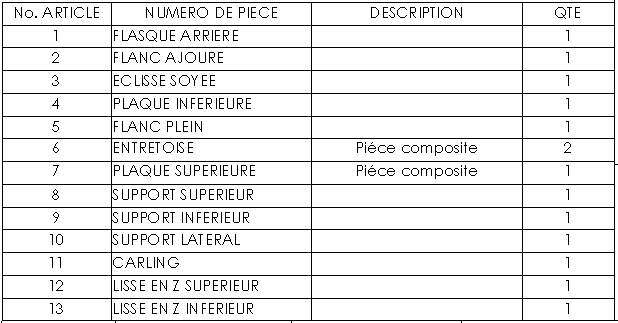 No. ARTICLE NUMERO DE PIECE DESCRIPTION QTE
1 FLASQUE ARRIERE 1
2 FLANC AJOURE 1
3 ECLISSE SOYEE 1
4 PLAQUE INFERIEURE 1
5 FLANC PLEIN 1
6 ENTRETOISE Piéce composite 2
7 PLAQUE SUPERIEURE Piéce composite 1
8 SUPPORT SUPERIEUR 1
9 SUPPORT INFERIEUR 1
10 SUPPORT LATERAL 1
11 CARLING 1
12 LISSE EN Z SUPERIEUR 1
13 LISSE EN Z INFERIEUR 1